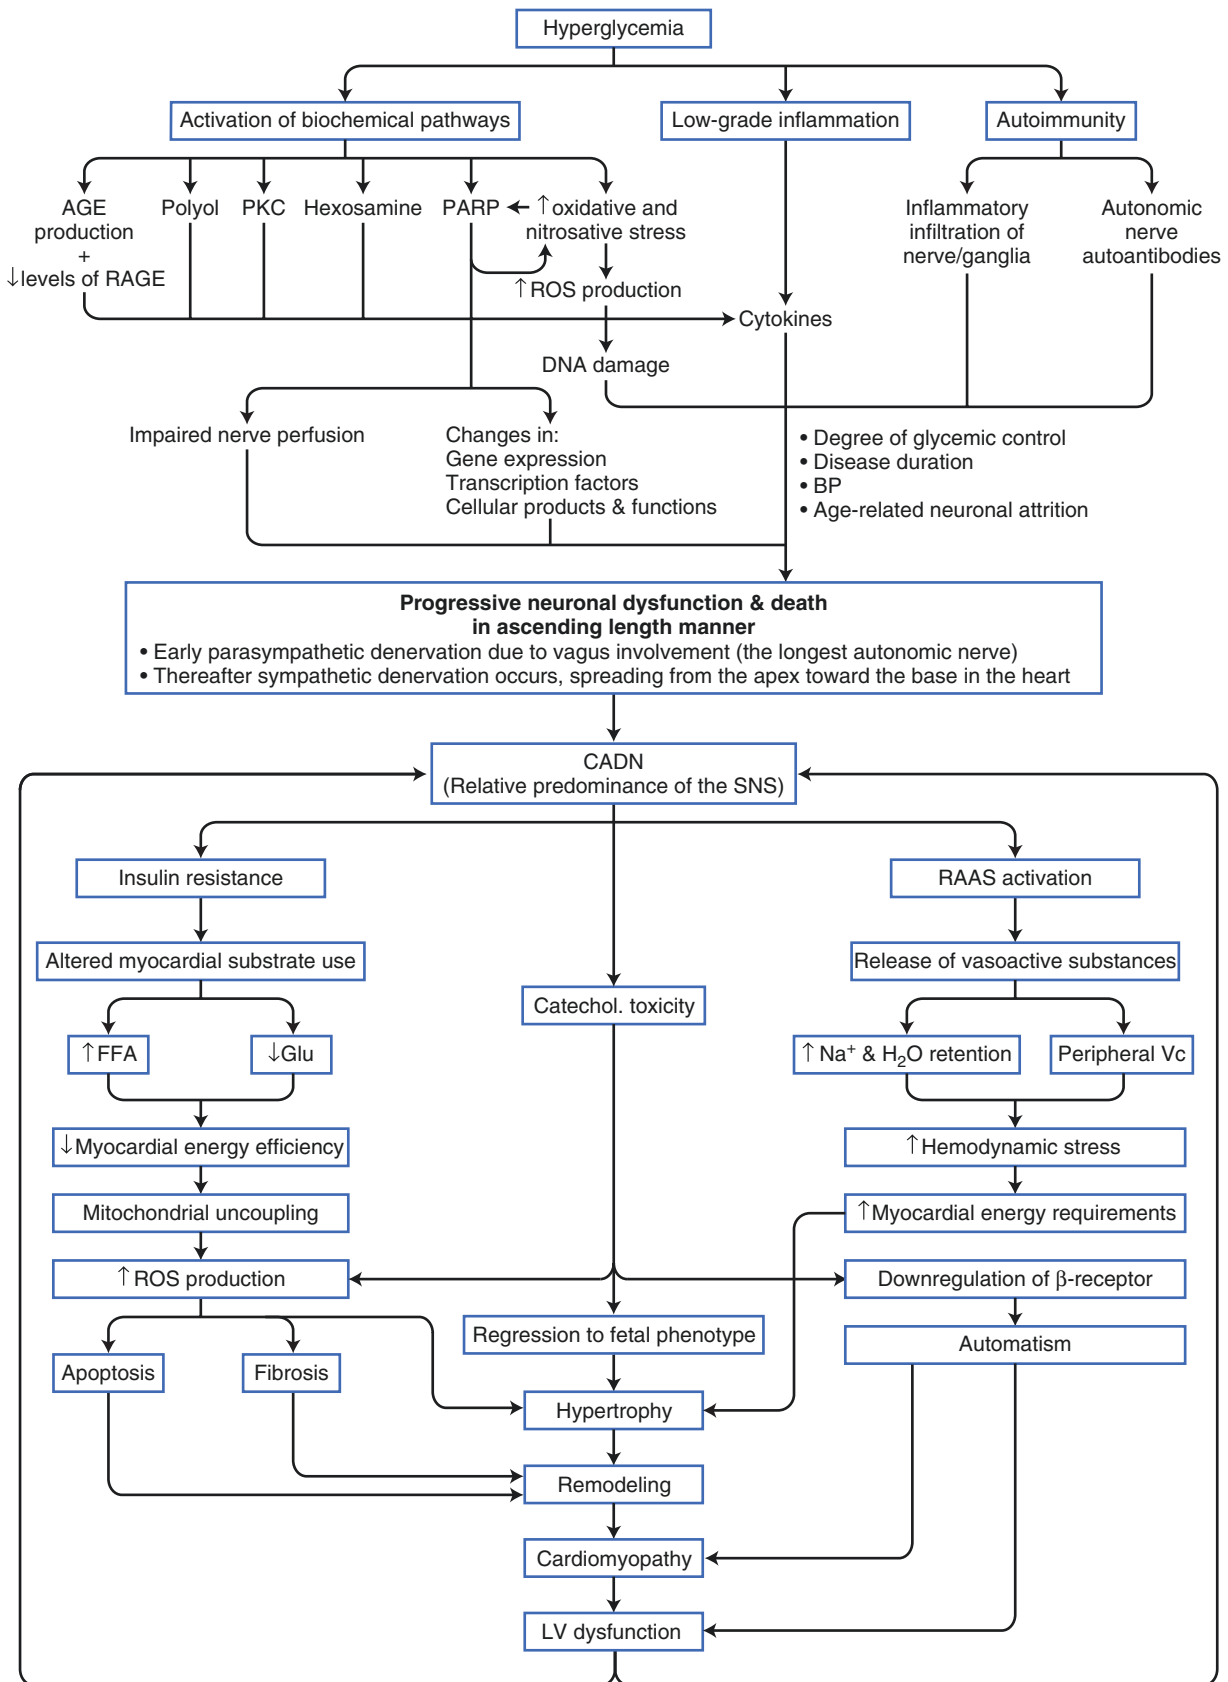 Hyperglycemia
Activation of biochemical pathways
Low-grade inflammation
Autoimmunity
AGE
production
+
↓levels of RAGE
Polyol
PKC
Hexosamine
PARP
↑oxidative and
nitrosative stress
↑ROS production
Inflammatory
infiltration of
nerve/ganglia
Autonomic
nerve
autoantibodies
Cytokines
DNA damage
Impaired nerve perfusion
Changes in:
Gene expression
Transcription factors
Cellular products & functions
• Degree of glycemic control
• Disease duration
• BP
• Age-related neuronal attrition
Progressive neuronal dysfunction & death
in ascending length manner
• Early parasympathetic denervation due to vagus involvement (the longest autonomic nerve)
• Thereafter sympathetic denervation occurs, spreading from the apex toward the base in the heart
CADN
(Relative predominance of the SNS)
Insulin resistance
RAAS activation
Altered myocardial substrate use
Release of vasoactive substances
Catechol. toxicity
↑FFA
↓Glu
↑Na⁺ & H₂O retention
Peripheral Vc
↓Myocardial energy efficiency
↑Hemodynamic stress
Mitochondrial uncoupling
↑Myocardial energy requirements
↑ROS production
Downregulation of β-receptor
Regression to fetal phenotype
Automatism
Apoptosis
Fibrosis
Hypertrophy
Remodeling
Cardiomyopathy
LV dysfunction